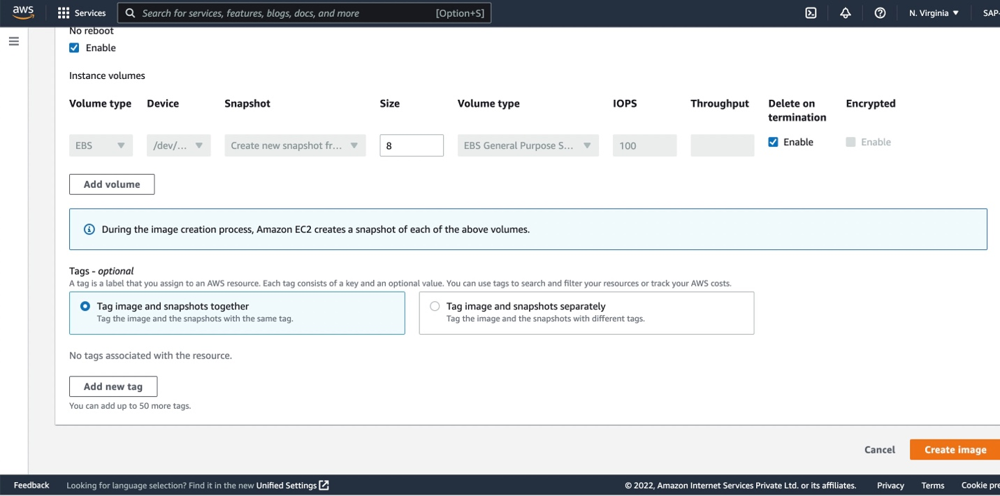 aws
Services
Search for services, features, blogs, docs, and more [Option+S]
N. Virginia
SAP-
No reboot
Enable
Instance volumes
Volume type Device Snapshot Size Volume type IOPS Throughput Delete on termination Encrypted
EBS /dev/... Create new snapshot fr... 8 EBS General Purpose S... 100 Enable Enable
Add volume
During the image creation process, Amazon EC2 creates a snapshot of each of the above volumes.
Tags - optional
A tag is a label that you assign to an AWS resource. Each tag consists of a key and an optional value. You can use tags to search and filter your resources or track your AWS costs.
Tag image and snapshots together
Tag the image and the snapshots with the same tag.
Tag image and snapshots separately
Tag the image and the snapshots with different tags.
No tags associated with the resource.
Add new tag
You can add up to 50 more tags.
Cancel Create image
Feedback Looking for language selection? Find it in the new Unified Settings © 2022, Amazon Internet Services Private Ltd. or its affiliates. Privacy Terms Cookie pre